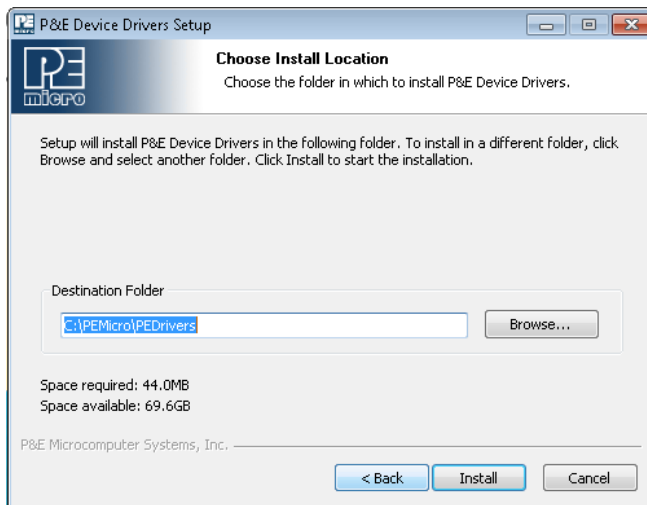 P&E Device Drivers Setup
PE
micro
Choose Install Location
Choose the folder in which to install P&E Device Drivers.
Setup will install P&E Device Drivers in the following folder. To install in a different folder, click
Browse and select another folder. Click Install to start the installation.
Destination Folder
C:\PEMicro\PEDrivers
Browse...
Space required: 44.0MB
Space available: 69.6GB
P&E Microcomputer Systems, Inc.
< Back
Install
Cancel